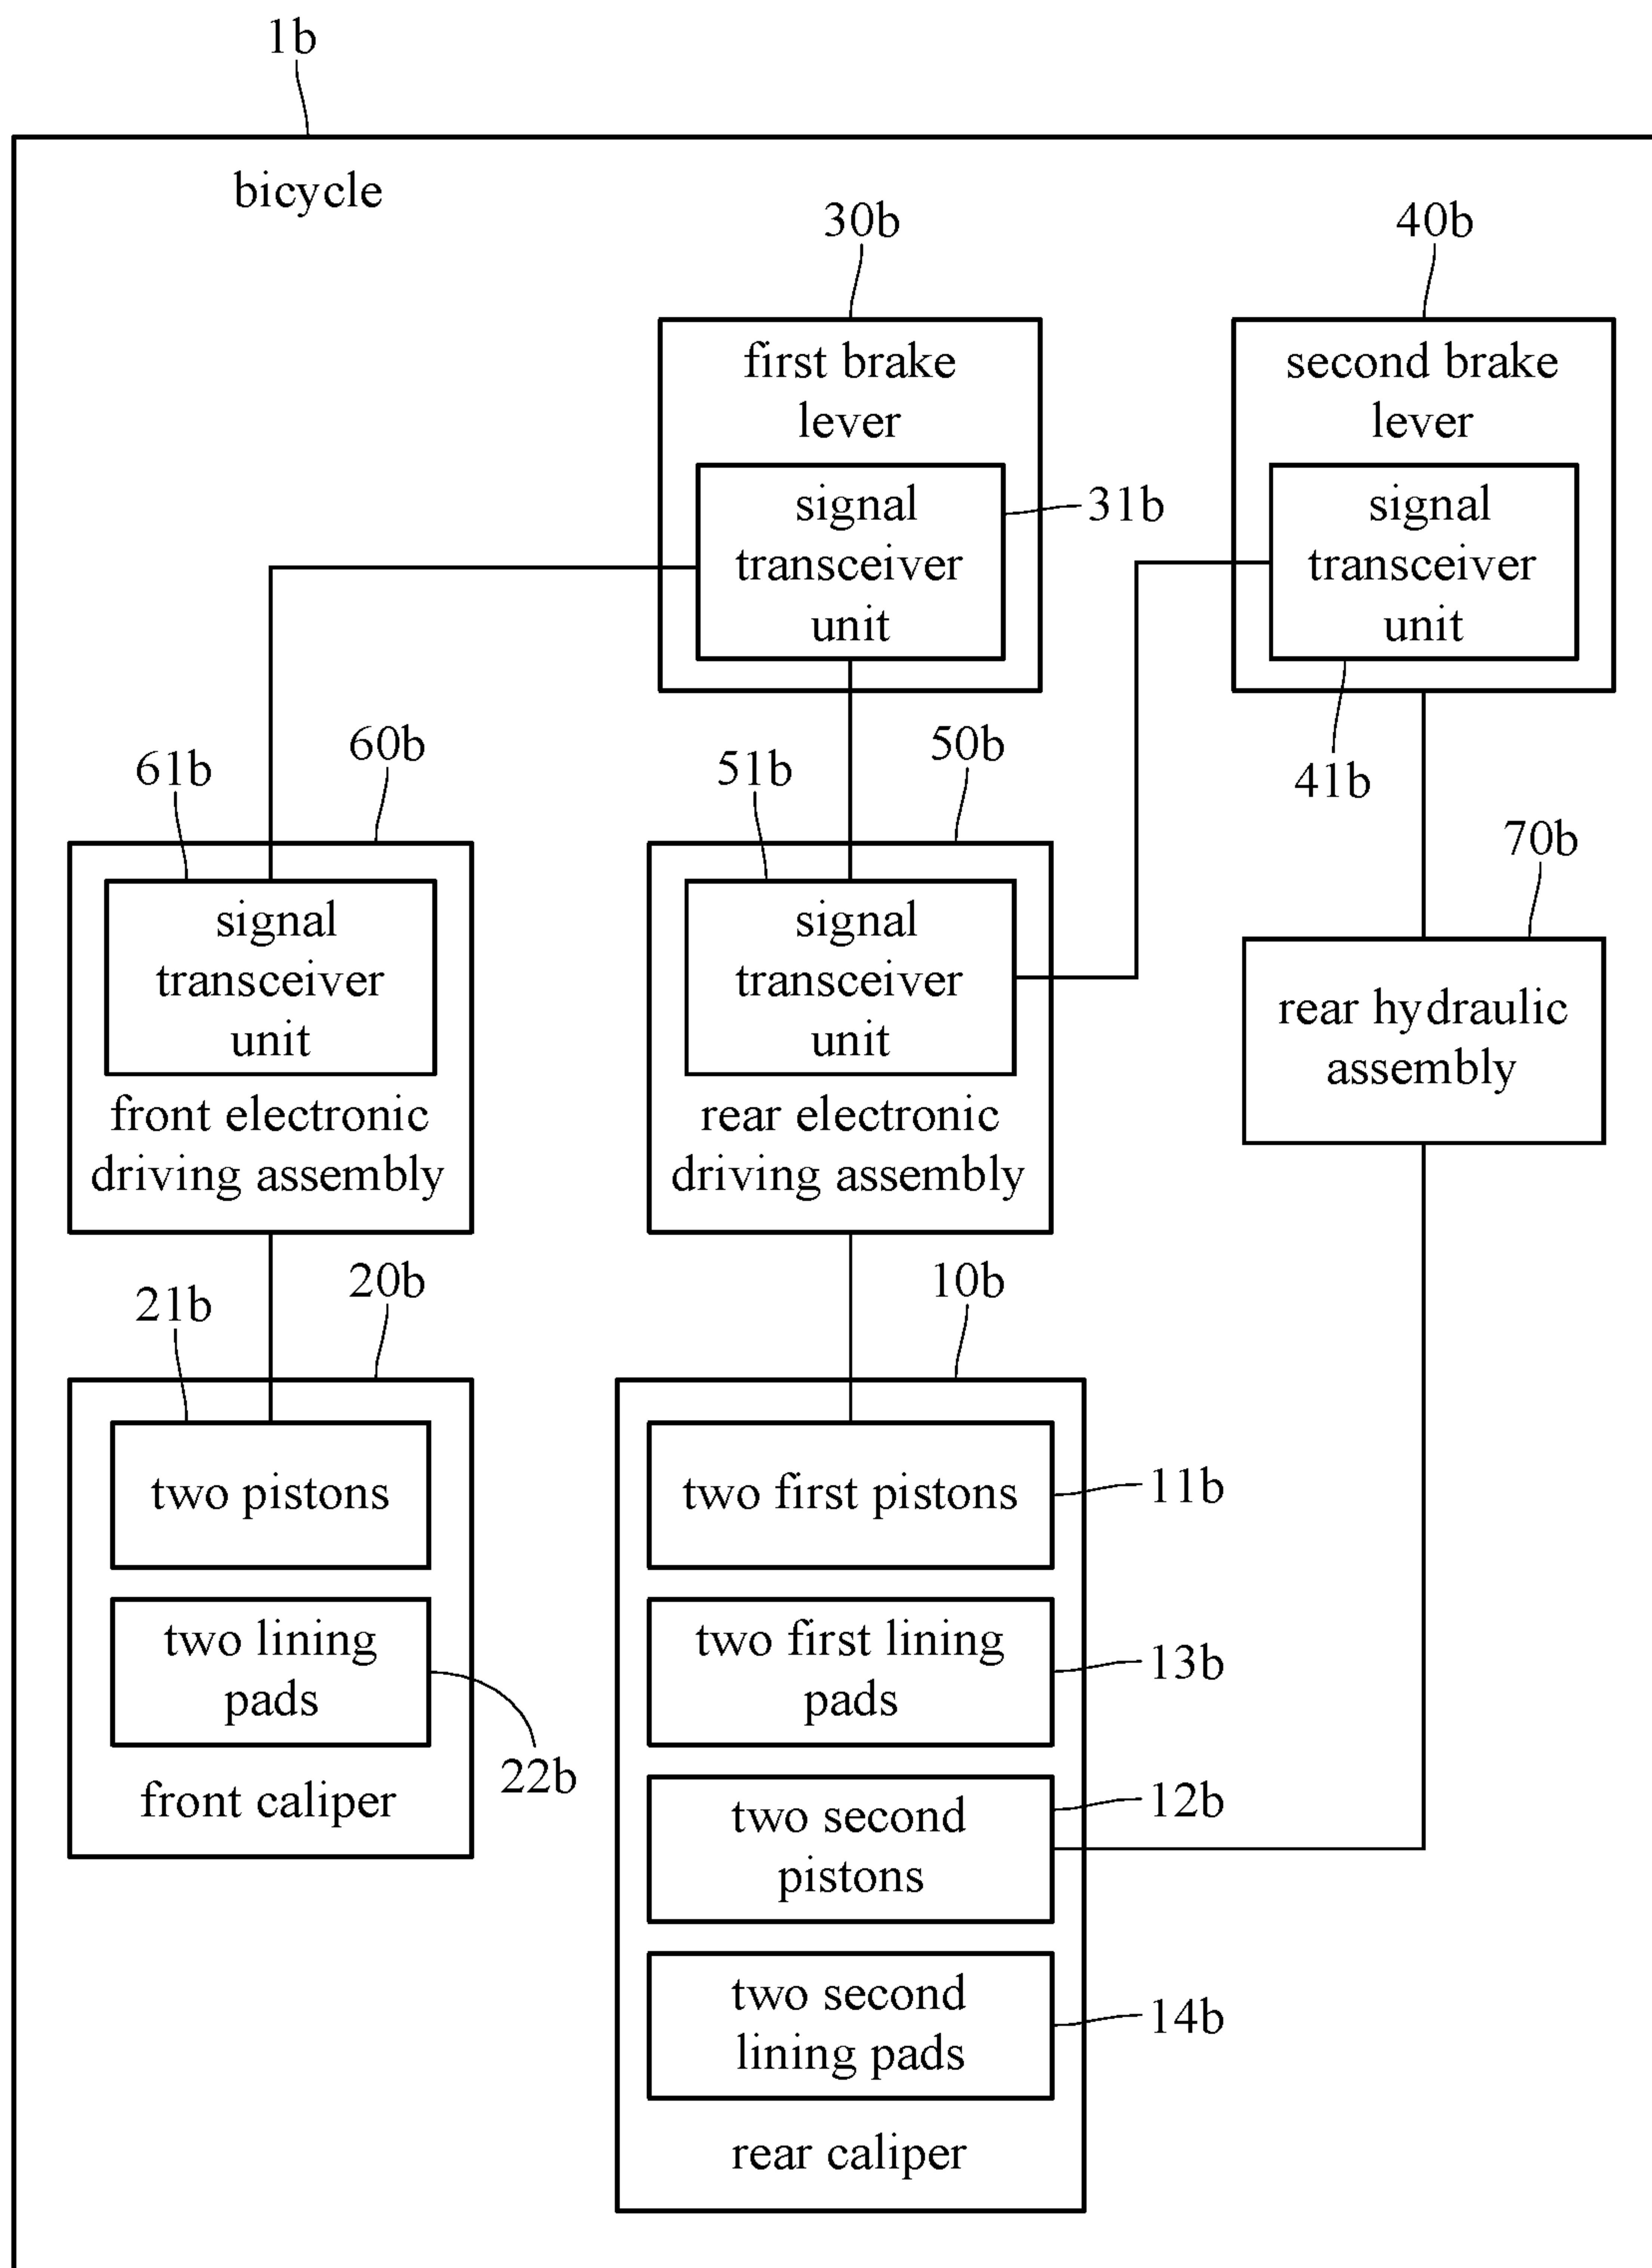 1b
bicycle
30b
40b
first brake
lever
second brake
lever
signal
transceiver
unit
31b
signal
transceiver
unit
41b
61b
60b
51b
50b
70b
signal
transceiver
unit
front electronic
driving assembly
signal
transceiver
unit
rear electronic
driving assembly
rear hydraulic
assembly
21b
20b
10b
two pistons
two lining
pads
22b
front caliper
two first pistons
11b
two first lining
pads
13b
two second
pistons
12b
two second
lining pads
14b
rear caliper